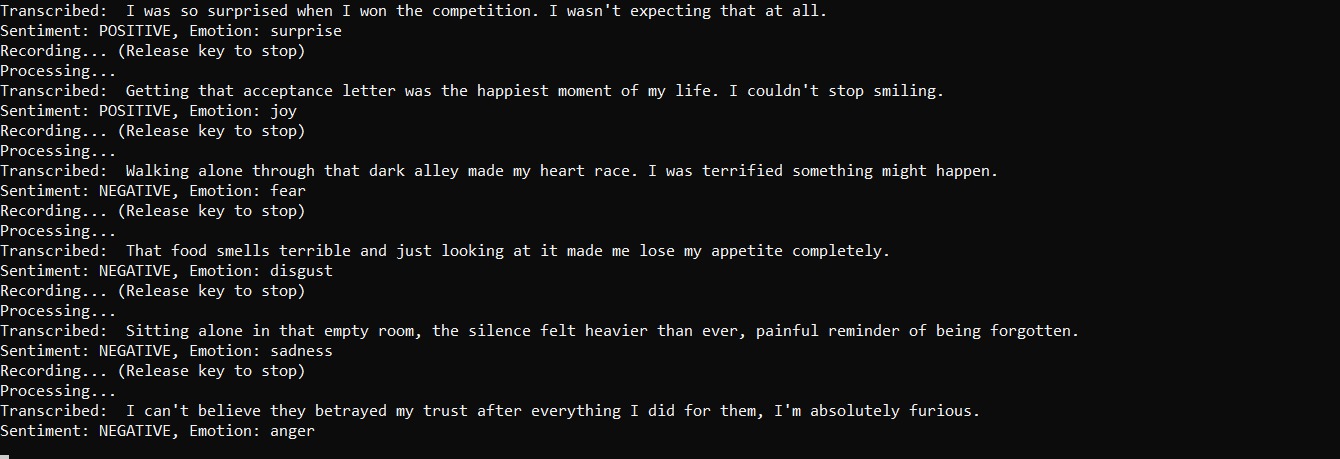 Transcribed:  I was so surprised when I won the competition. I wasn't expecting that at all.
Sentiment: POSITIVE, Emotion: surprise
Recording... (Release key to stop)
Processing...
Transcribed:  Getting that acceptance letter was the happiest moment of my life. I couldn't stop smiling.
Sentiment: POSITIVE, Emotion: joy
Recording... (Release key to stop)
Processing...
Transcribed:  Walking alone through that dark alley made my heart race. I was terrified something might happen.
Sentiment: NEGATIVE, Emotion: fear
Recording... (Release key to stop)
Processing...
Transcribed:  That food smells terrible and just looking at it made me lose my appetite completely.
Sentiment: NEGATIVE, Emotion: disgust
Recording... (Release key to stop)
Processing...
Transcribed:  Sitting alone in that empty room, the silence felt heavier than ever, painful reminder of being forgotten.
Sentiment: NEGATIVE, Emotion: sadness
Recording... (Release key to stop)
Processing...
Transcribed:  I can't believe they betrayed my trust after everything I did for them, I'm absolutely furious.
Sentiment: NEGATIVE, Emotion: anger